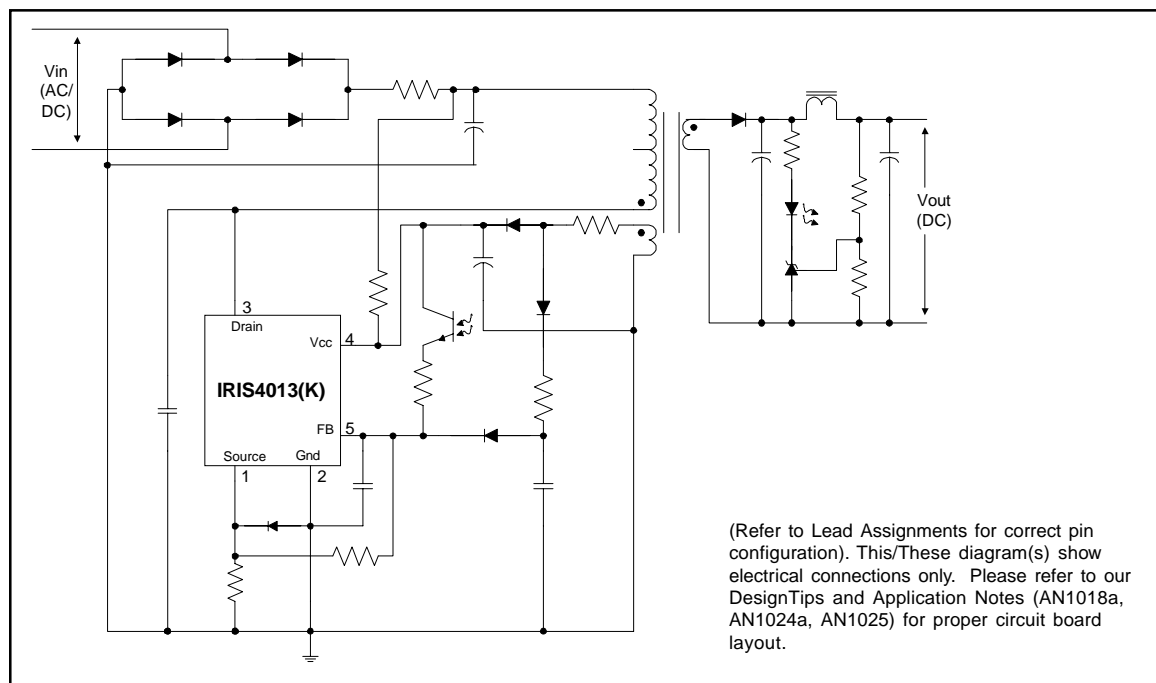 Vin
(AC/
DC)
Vout
(DC)
3
Drain
Vcc
4
IRIS4013(K)
FB
5
Source
Gnd
1
2
(Refer to Lead Assignments for correct pin
configuration). This/These diagram(s) show
electrical connections only. Please refer to our
DesignTips and Application Notes (AN1018a,
AN1024a, AN1025) for proper circuit board
layout.